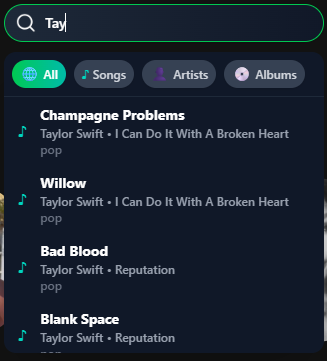 Tay
All
Songs
Artists
Albums
Champagne Problems
Taylor Swift • I Can Do It With A Broken Heart
pop
Willow
Taylor Swift • I Can Do It With A Broken Heart
pop
Bad Blood
Taylor Swift • Reputation
pop
Blank Space
Taylor Swift • Reputation